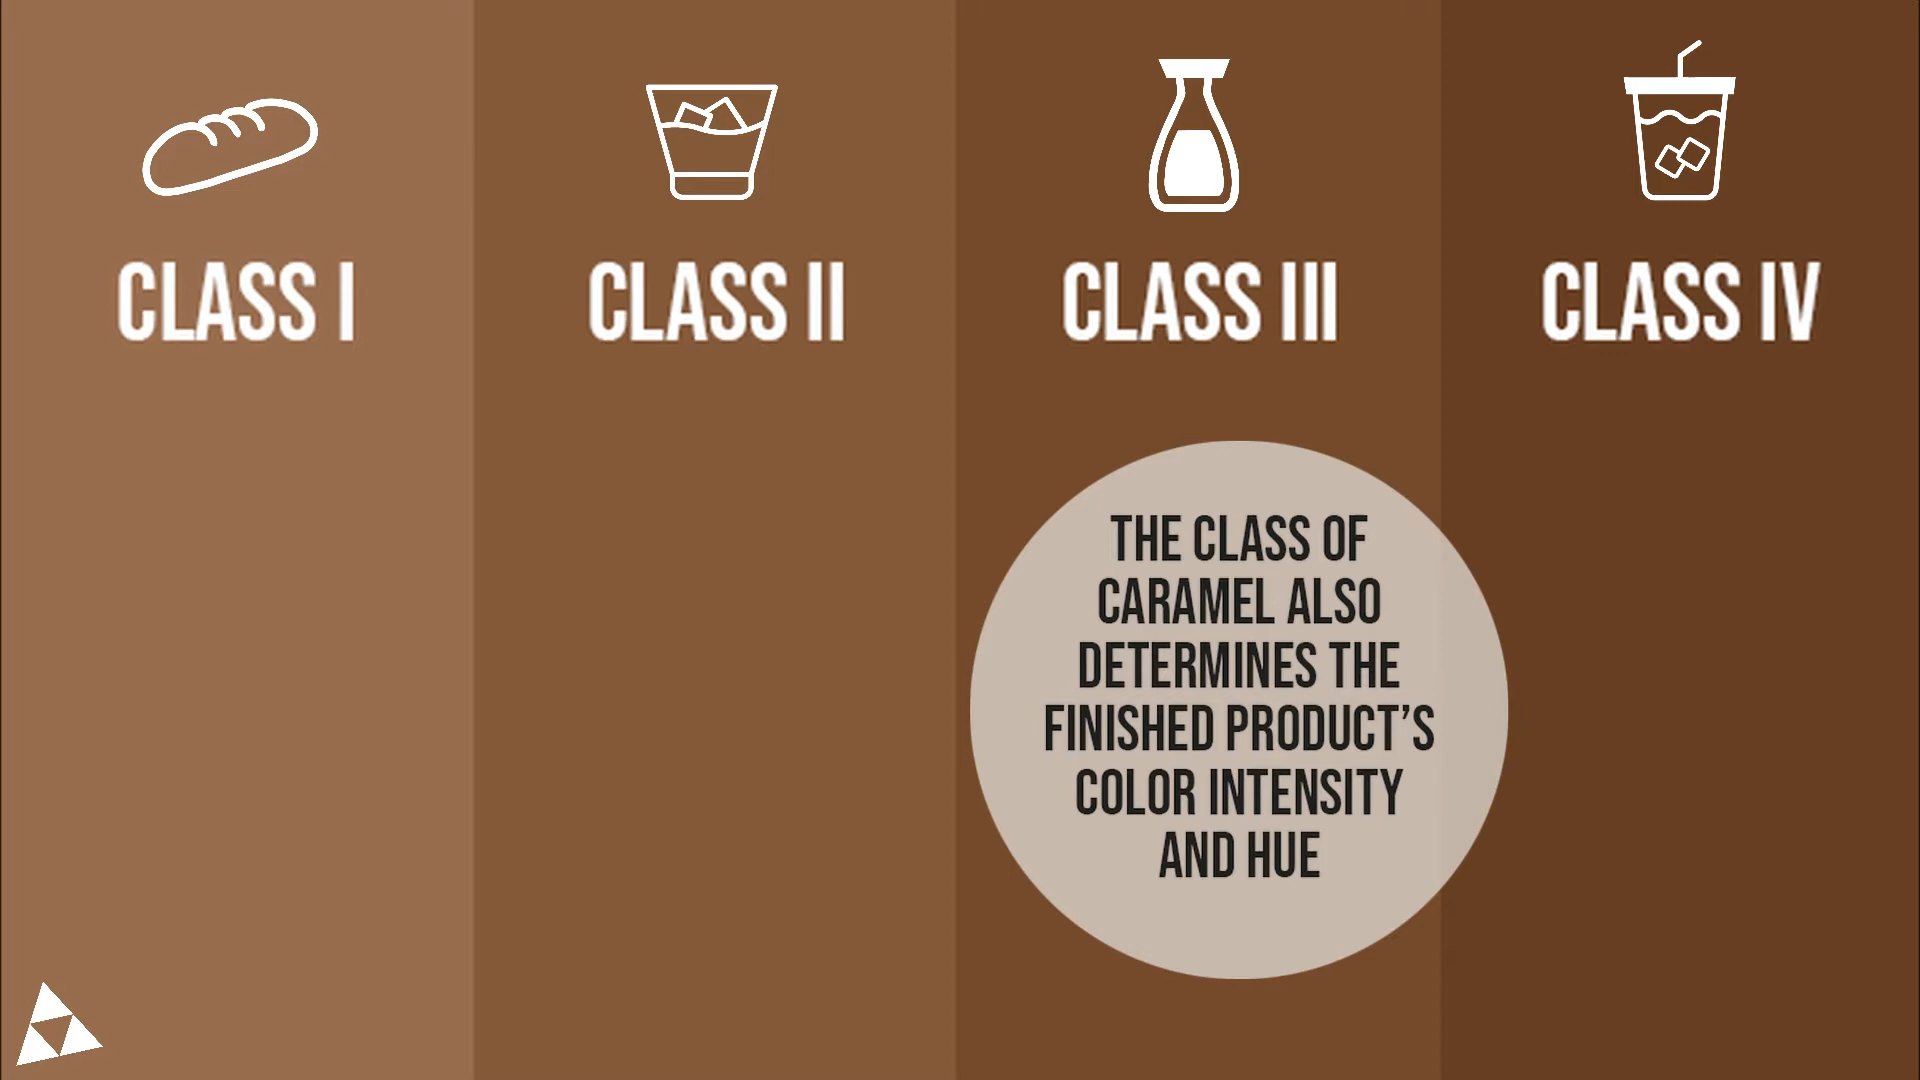 CLASS I
CLASS II
CLASS III
CLASS IV
THE CLASS OF
CARAMEL ALSO
DETERMINES THE
FINISHED PRODUCT’S
COLOR INTENSITY
AND HUE